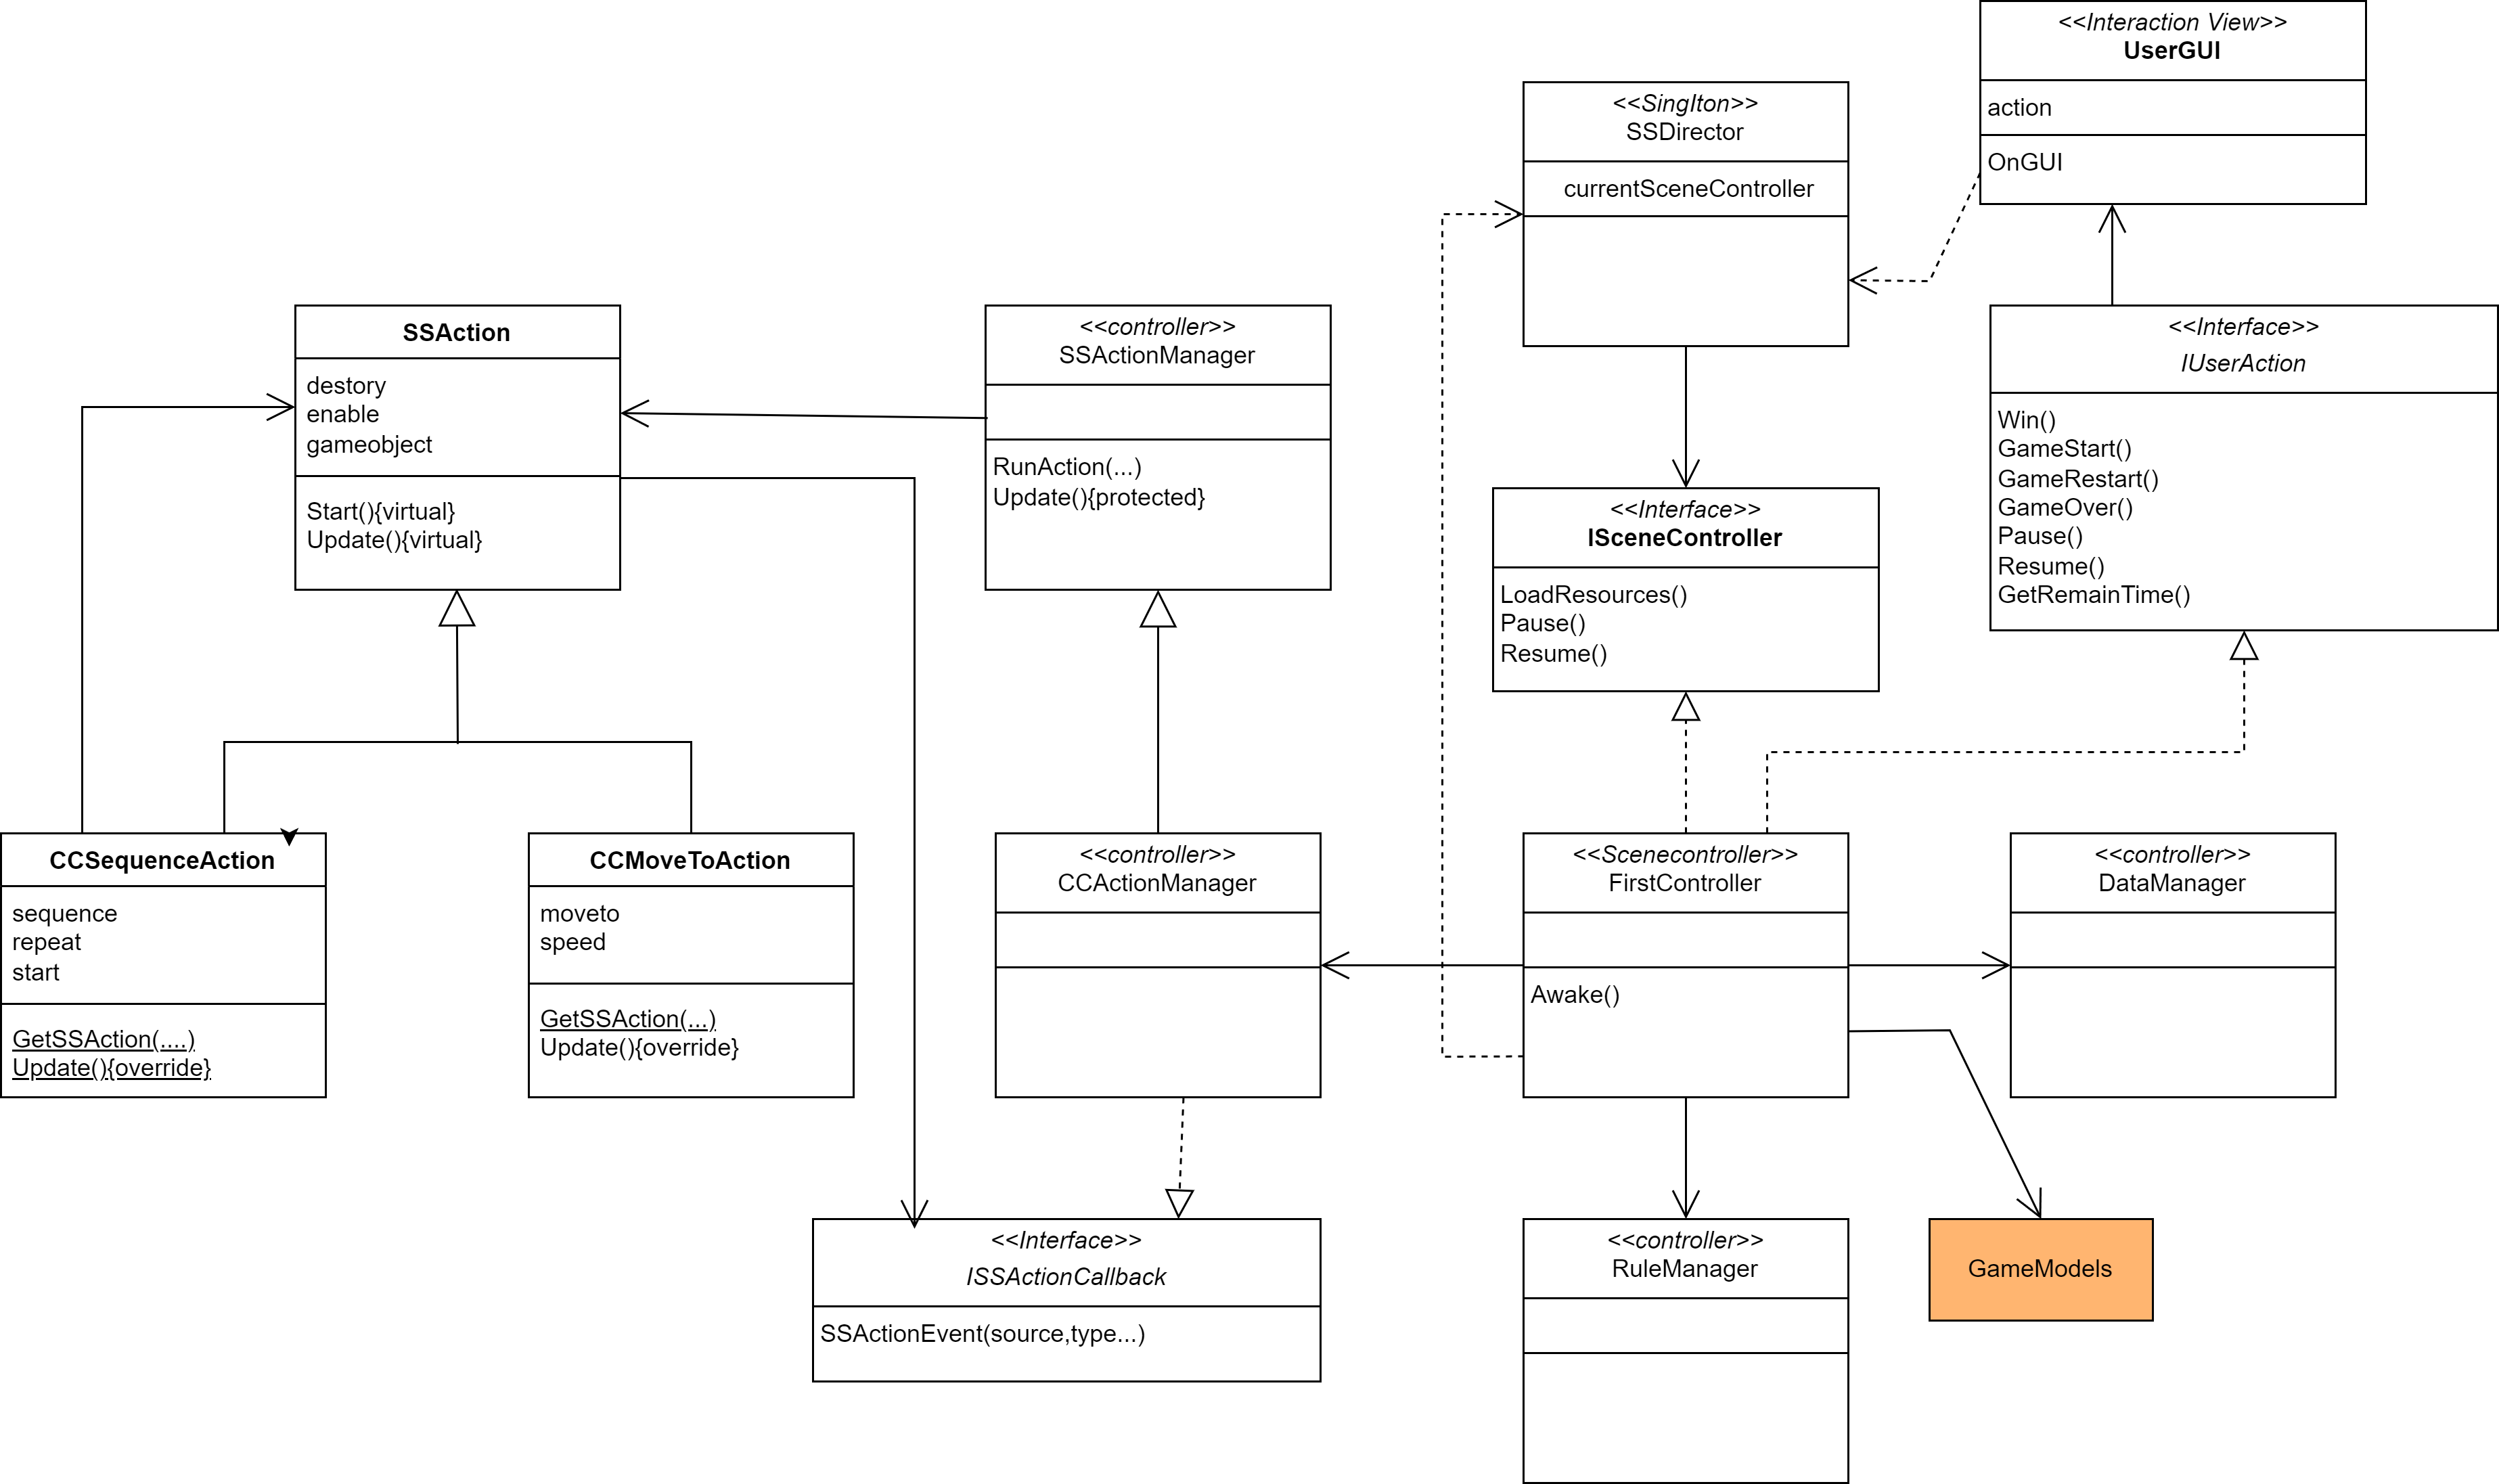 <<Interaction View>>
UserGUI
action
OnGUI
<<SingIton>>
SSDirector
currentSceneController
SSAction
destory
enable
gameobject
Start(){virtual}
Update(){virtual}
<<controller>>
SSActionManager
RunAction(...)
Update(){protected}
<<Interface>>
ISceneController
LoadResources()
Pause()
Resume()
<<Interface>>
IUserAction
Win()
GameStart()
GameRestart()
GameOver()
Pause()
Resume()
GetRemainTime()
CCSequenceAction
sequence
repeat
start
GetSSAction(....)
Update(){override}
CCMoveToAction
moveto
speed
GetSSAction(...)
Update(){override}
<<controller>>
CCActionManager
<<Scenecontroller>>
FirstController
Awake()
<<controller>>
DataManager
<<Interface>>
ISSActionCallback
SSActionEvent(source,type...)
<<controller>>
RuleManager
GameModels